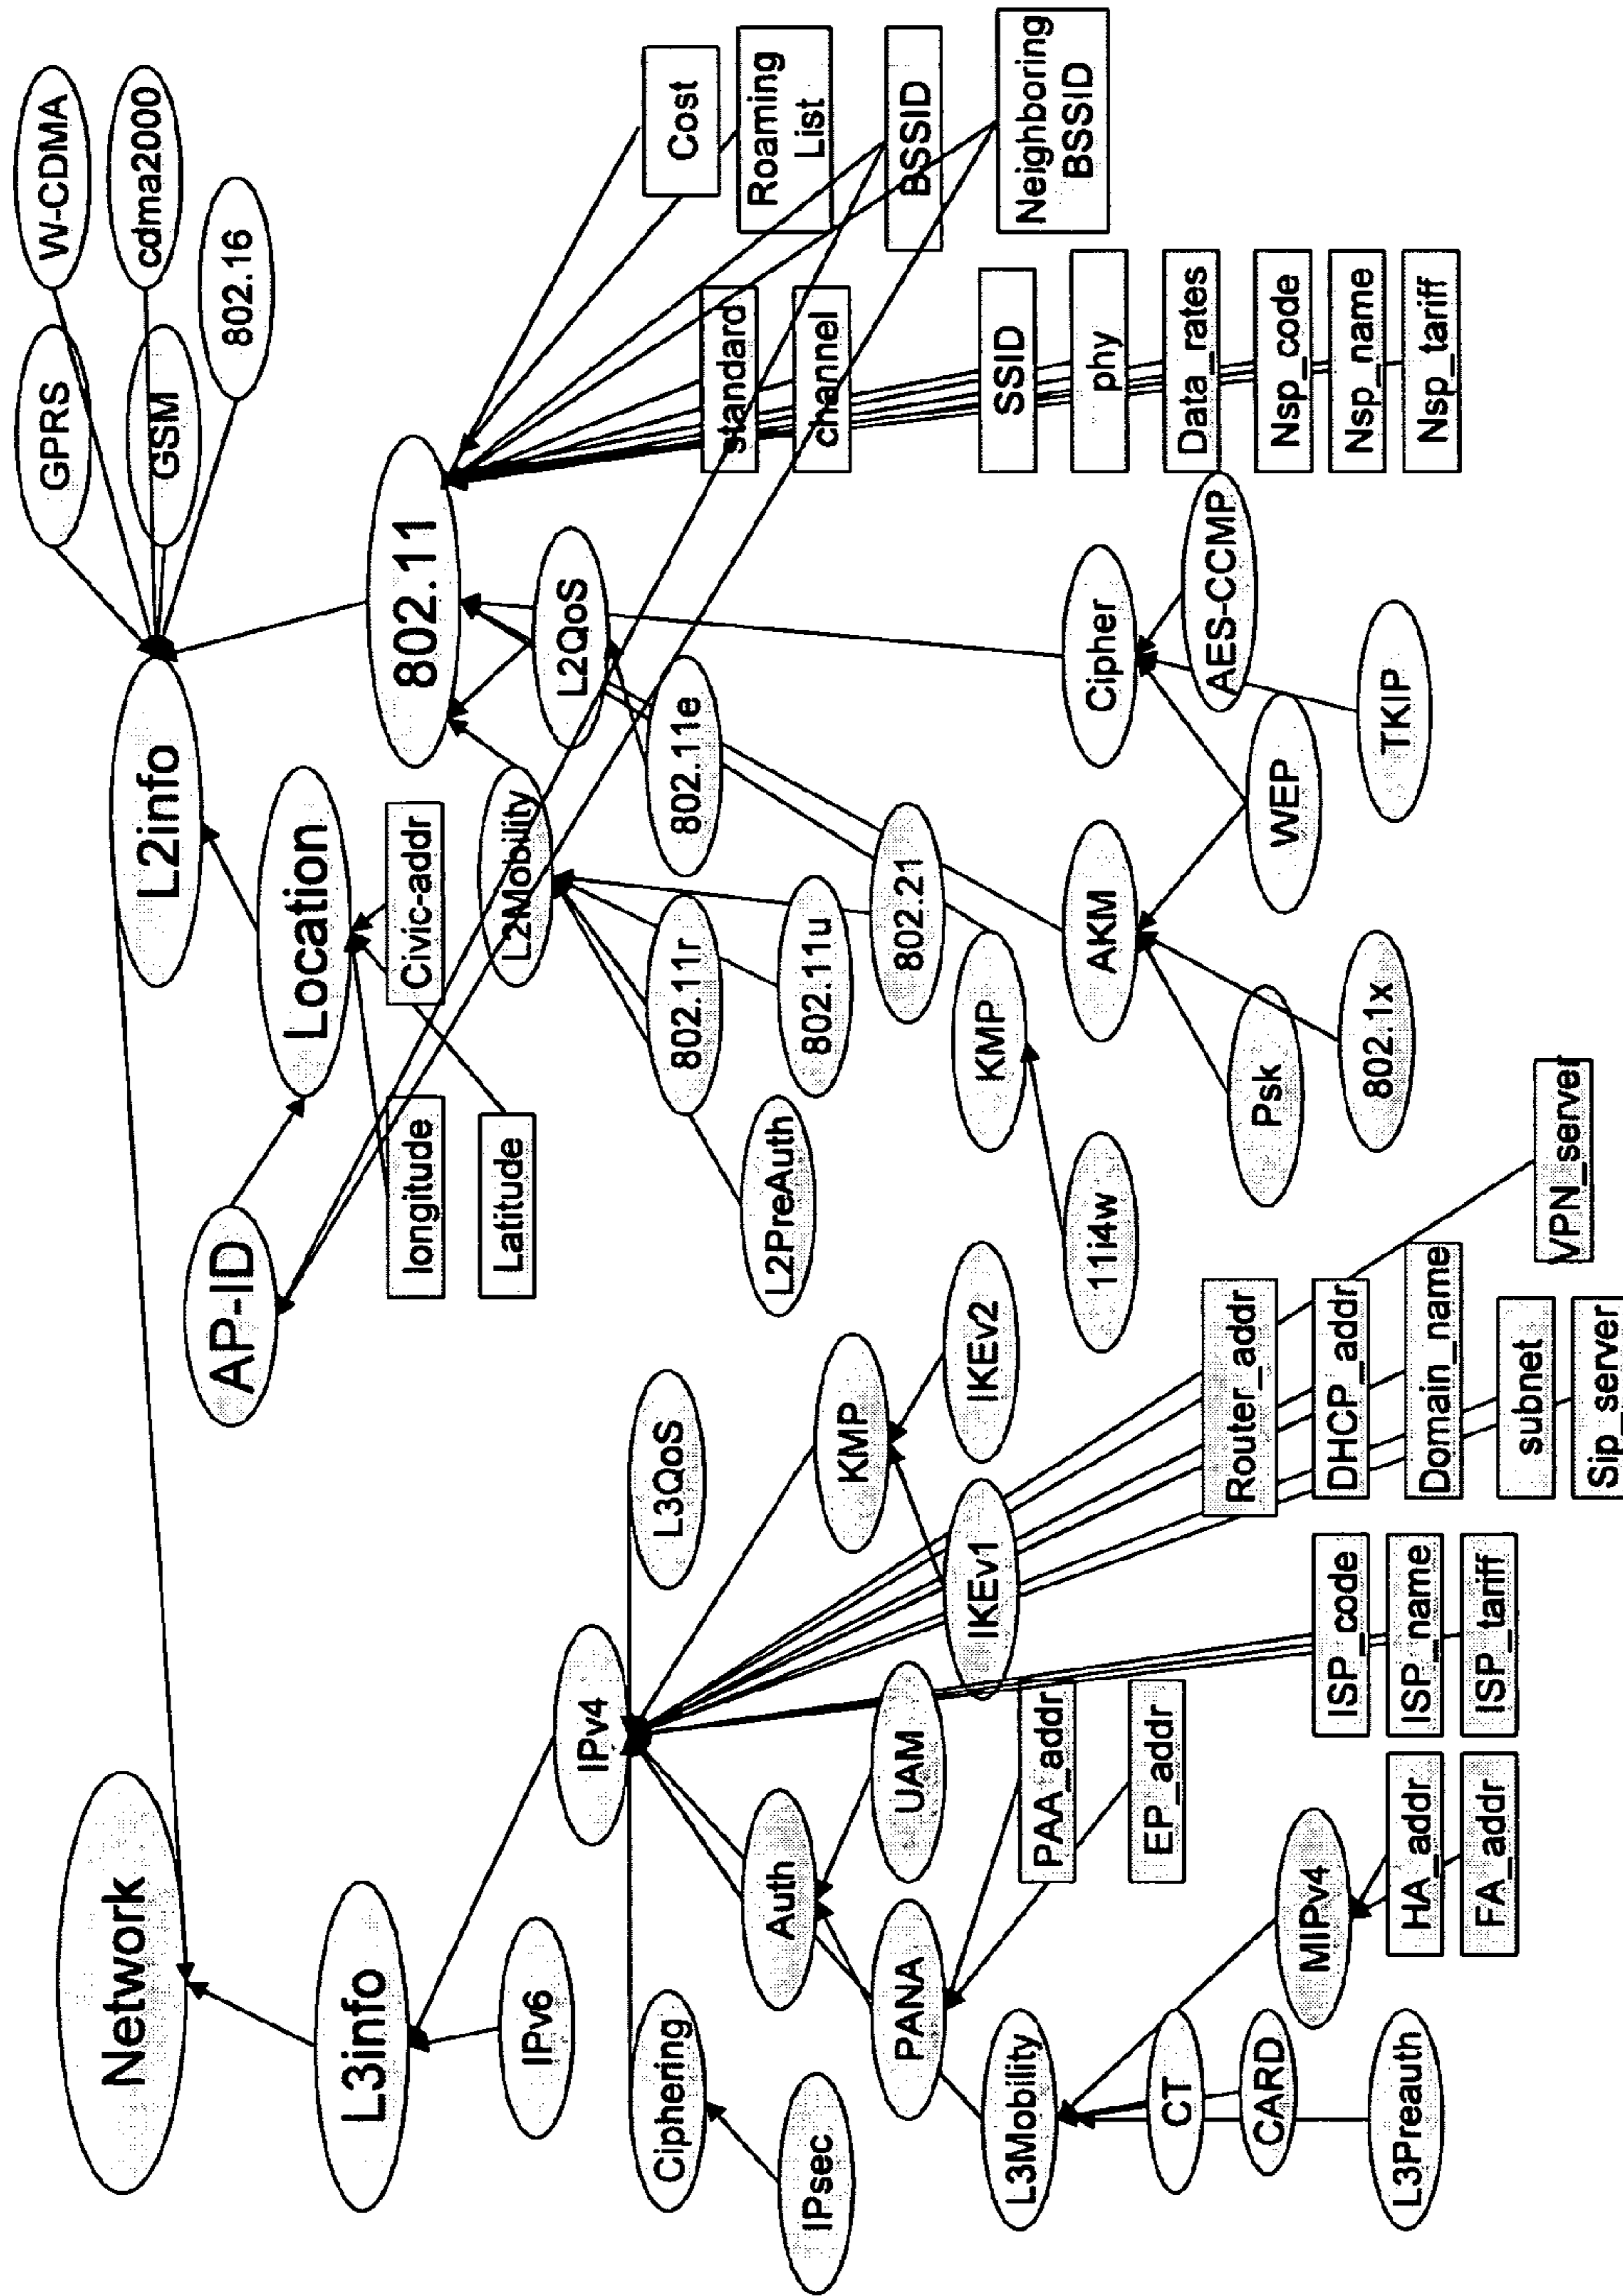 Network
L3info
IPv6
IPv4
Ciphering
IPsec
L3QoS
Auth
PANA
UAM
PAA_addr
EP_addr
L3Mobility
CT
CARD
L3Preauth
MIPv4
HA_addr
FA_addr
KMP
IKEv1
IKEv2
ISP_code
ISP_name
ISP_tariff
Router_addr
DHCP_addr
Domain_name
subnet
Sip_server
VPN_server
L2info
AP-ID
Location
longitude
Latitude
Civic-addr
GPRS
W-CDMA
GSM
cdma2000
802.16
802.11
L2Mobility
L2QoS
802.11r
802.11e
L2PreAuth
802.11u
802.21
KMP
11i4w
AKM
Cipher
Psk
802.1x
WEP
AES-CCMP
TKIP
standard
channel
SSID
phy
Data_rates
Nsp_code
Nsp_name
Nsp_tariff
Cost
Roaming
List
BSSID
Neighboring
BSSID